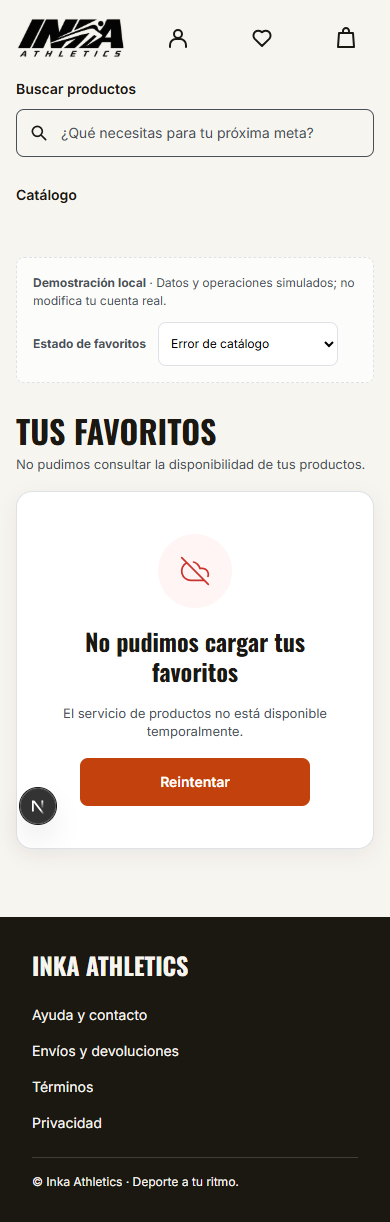 INKA
ATHLETICS
Buscar productos
¿Qué necesitas para tu próxima meta?
Catálogo
Demostración local · Datos y operaciones simulados; no
modifica tu cuenta real.
Estado de favoritos
Error de catálogo
TUS FAVORITOS
No pudimos consultar la disponibilidad de tus productos.
No pudimos cargar tus
favoritos
El servicio de productos no está disponible
temporalmente.
Reintentar
N
INKA ATHLETICS
Ayuda y contacto
Envíos y devoluciones
Términos
Privacidad
© Inka Athletics · Deporte a tu ritmo.